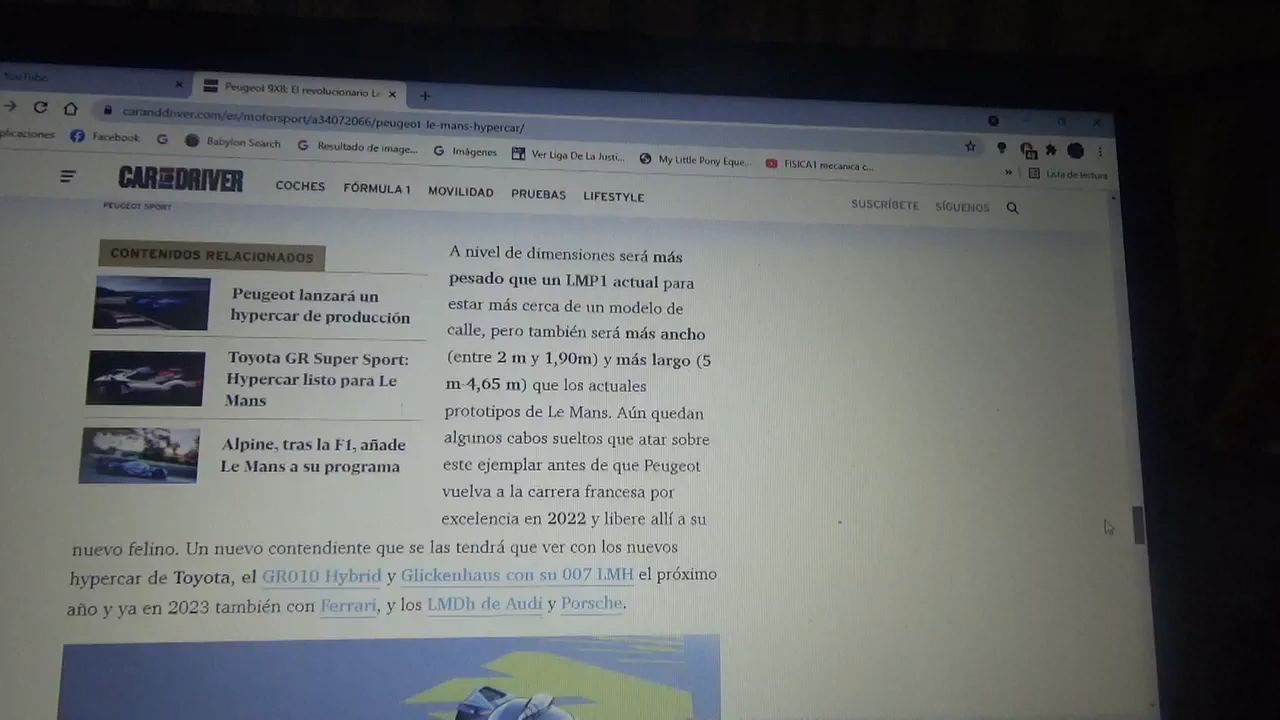 YouTube
Peugeot 9X8: El revolucionario Le
caranddriver.com/es/motorsport/a34072066/peugeot-le-mans-hypercar/
plicaciones Facebook Babylon Search Resultado de image... Imágenes Ver Liga De La Justi... My Little Pony Eque... FISICA1 mecanica c... Lista de lectura
CAR AND DRIVER COCHES FÓRMULA 1 MOVILIDAD PRUEBAS LIFESTYLE SUSCRÍBETE SÍGUENOS
PEUGEOT SPORT
CONTENIDOS RELACIONADOS
Peugeot lanzará un
hypercar de producción
Toyota GR Super Sport:
Hypercar listo para Le
Mans
Alpine, tras la F1, añade
Le Mans a su programa
A nivel de dimensiones será más
pesado que un LMP1 actual para
estar más cerca de un modelo de
calle, pero también será más ancho
(entre 2 m y 1,90m) y más largo (5
m-4,65 m) que los actuales
prototipos de Le Mans. Aún quedan
algunos cabos sueltos que atar sobre
este ejemplar antes de que Peugeot
vuelva a la carrera francesa por
excelencia en 2022 y libere allí a su
nuevo felino. Un nuevo contendiente que se las tendrá que ver con los nuevos
hypercar de Toyota, el GR010 Hybrid y Glickenhaus con su 007 LMH el próximo
año y ya en 2023 también con Ferrari, y los LMDh de Audi y Porsche.